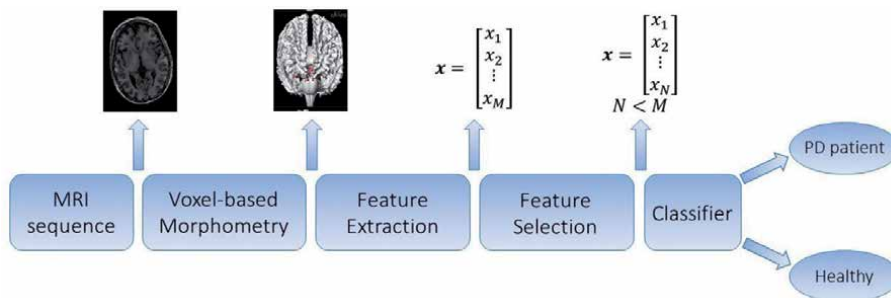 x = [x1 x2 ⋮ xM]
x = [x1 x2 ⋮ xN]
N < M
MRI sequence
Voxel-based Morphometry
Feature Extraction
Feature Selection
Classifier
PD patient
Healthy